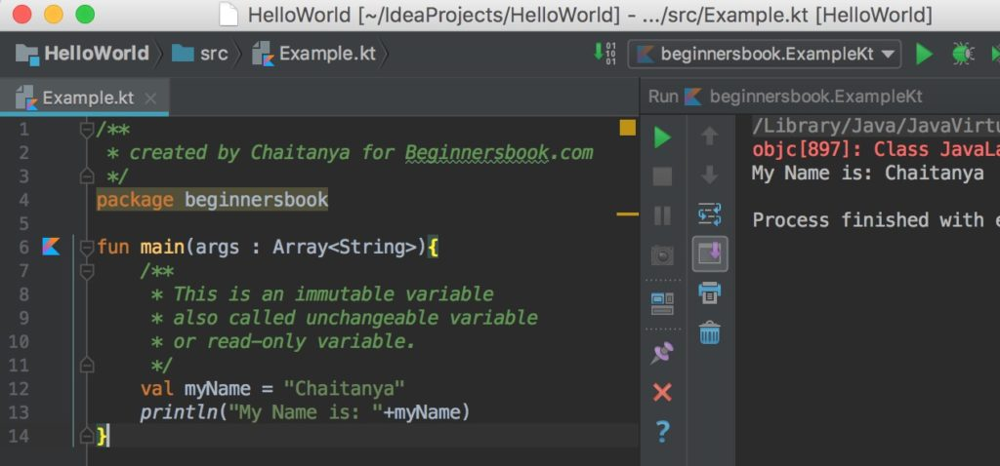 HelloWorld [~/IdeaProjects/HelloWorld] - .../src/Example.kt [HelloWorld]
HelloWorld src Example.kt beginnersbook.ExampleKt
Example.kt
Run beginnersbook.ExampleKt
1 /**
2 * created by Chaitanya for Beginnersbook.com
3 */
4 package beginnersbook
5
6 fun main(args : Array<String>){
7 /**
8 * This is an immutable variable
9 * also called unchangeable variable
10 * or read-only variable.
11 */
12 val myName = "Chaitanya"
13 println("My Name is: "+myName)
14 }
/Library/Java/JavaVirtu
objc[897]: Class JavaLa
My Name is: Chaitanya
Process finished with e